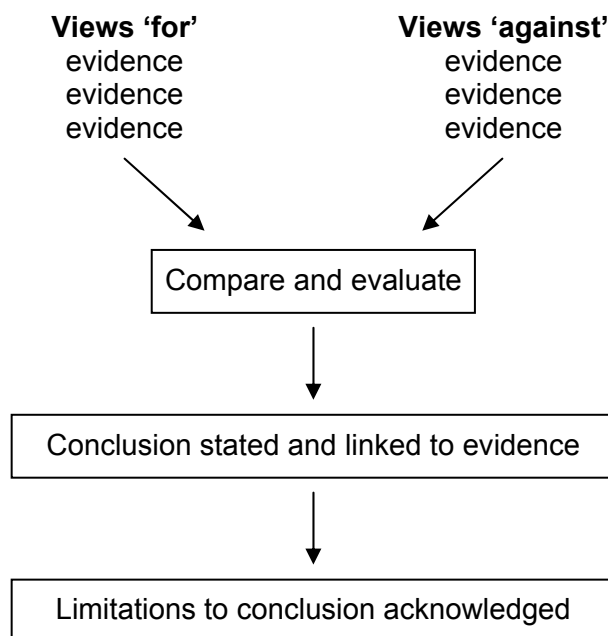 Views ‘for’
evidence
evidence
evidence
Views ‘against’
evidence
evidence
evidence
Compare and evaluate
Conclusion stated and linked to evidence
Limitations to conclusion acknowledged